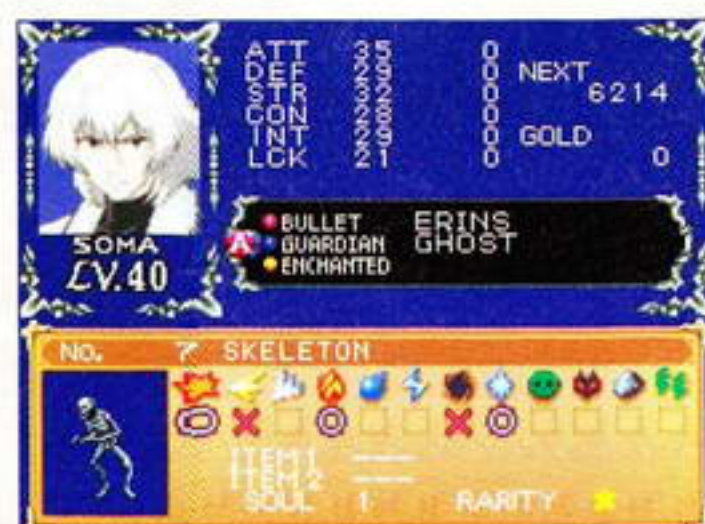 ATT 35 0
DEF 29 0
STR 32 0
CON 28 0
INT 29 0
LCK 21 0
NEXT
6214
GOLD
0
SOMA
LV.40
BULLET ERINS
A GUARDIAN GHOST
ENCHANTED
No. 7 SKELETON
ITEM1 ----
ITEM2 ----
SOUL 1 RARITY